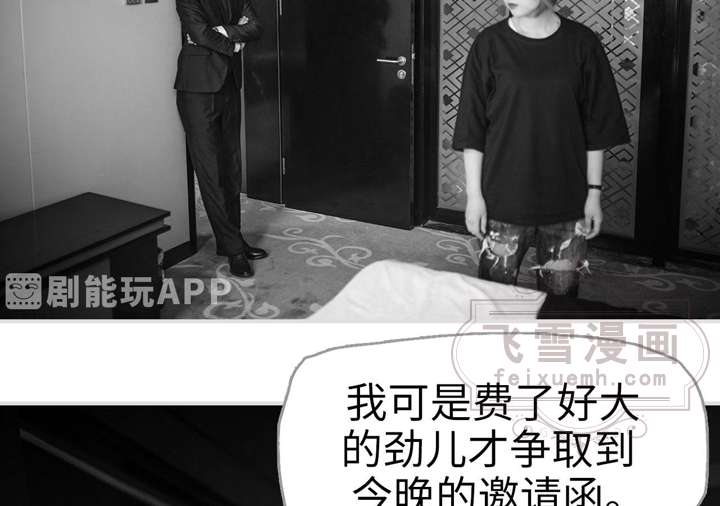 剧能玩APP
飞雪漫画
feixuemh.com
我可是费了好大
的劲儿才争取到
今晚的邀请函。